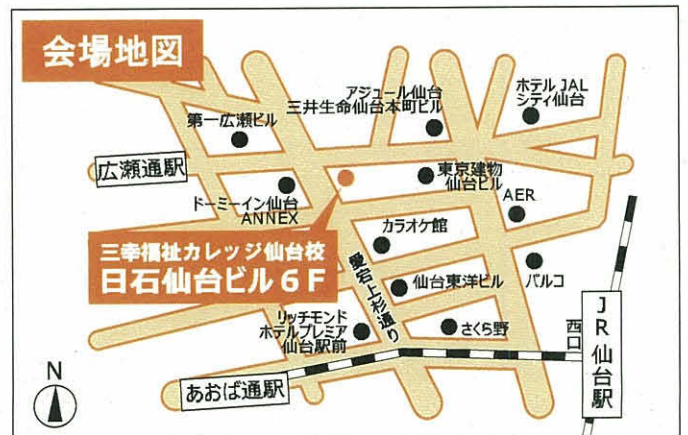 会場地図
アジュール仙台
三井生命仙台本町ビル
ホテル JAL
シティ仙台
第一広瀬ビル
広瀬通駅
東京建物
仙台ビル
ドーミーイン仙台
ANNEX
AER
三幸福祉カレッジ仙台校
日石仙台ビル6F
カラオケ館
愛宕上杉通り
仙台東洋ビル
パルコ
リッチモンド
ホテルプレミア
仙台駅前
さくら野
西口
JR仙台駅
あおば通駅
N